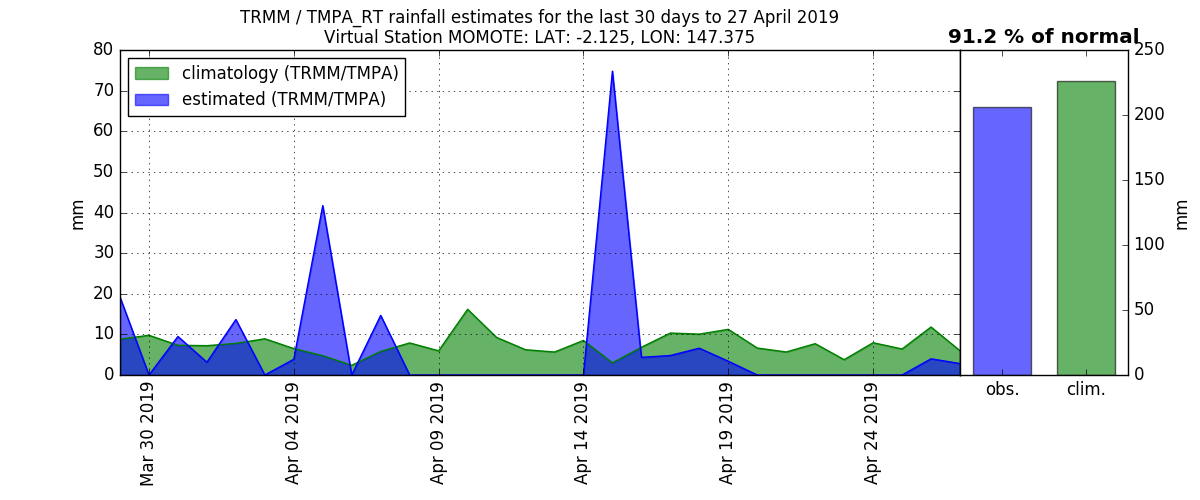 TRMM / TMPA_RT rainfall estimates for the last 30 days to 27 April 2019
Virtual Station MOMOTE: LAT: -2.125, LON: 147.375
91.2 % of normal
climatology (TRMM/TMPA)
estimated (TRMM/TMPA)
80
70
60
50
40
30
20
10
0
mm
Mar 30 2019
Apr 04 2019
Apr 09 2019
Apr 14 2019
Apr 19 2019
Apr 24 2019
250
200
150
100
50
0
mm
obs.
clim.